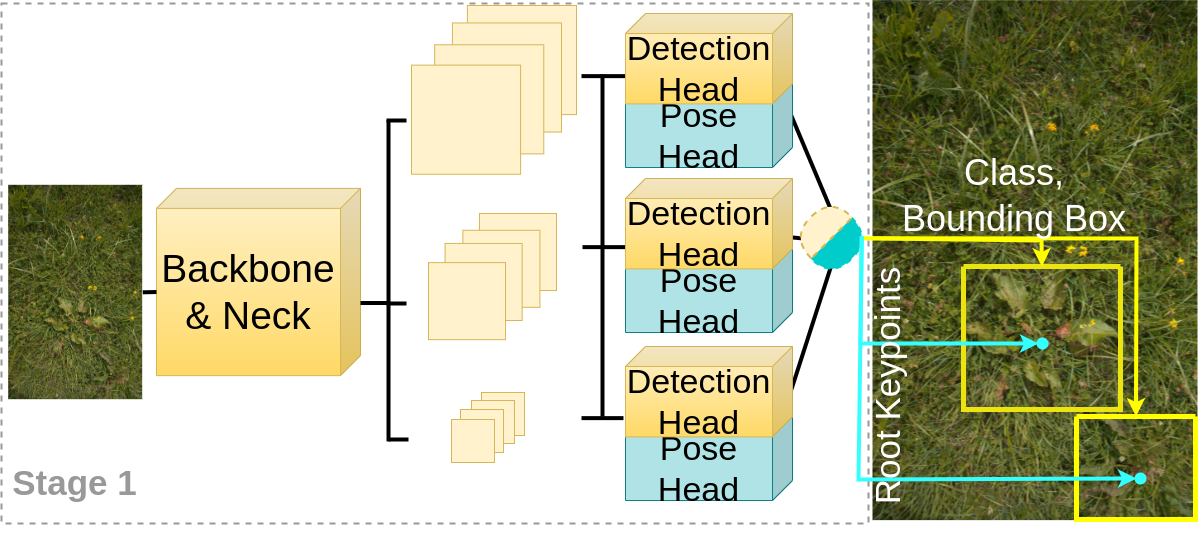 Detection
Head
Pose
Head
Class,
Bounding Box
Detection
Head
Pose
Head
Backbone
& Neck
Root Keypoints
Detection
Head
Pose
Head
Stage 1